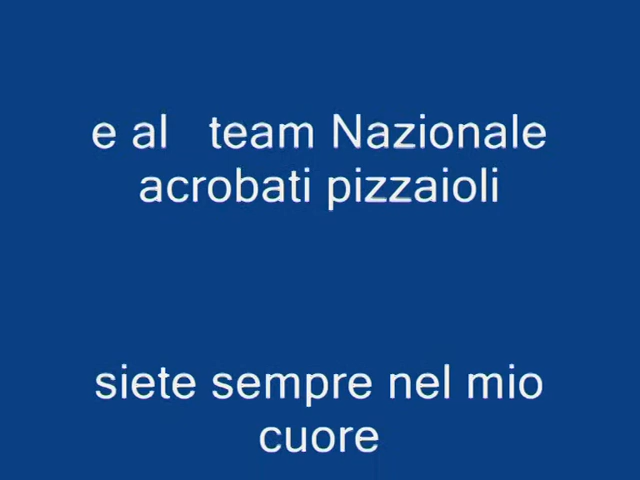 e al team Nazionale
acrobati pizzaioli
siete sempre nel mio
cuore